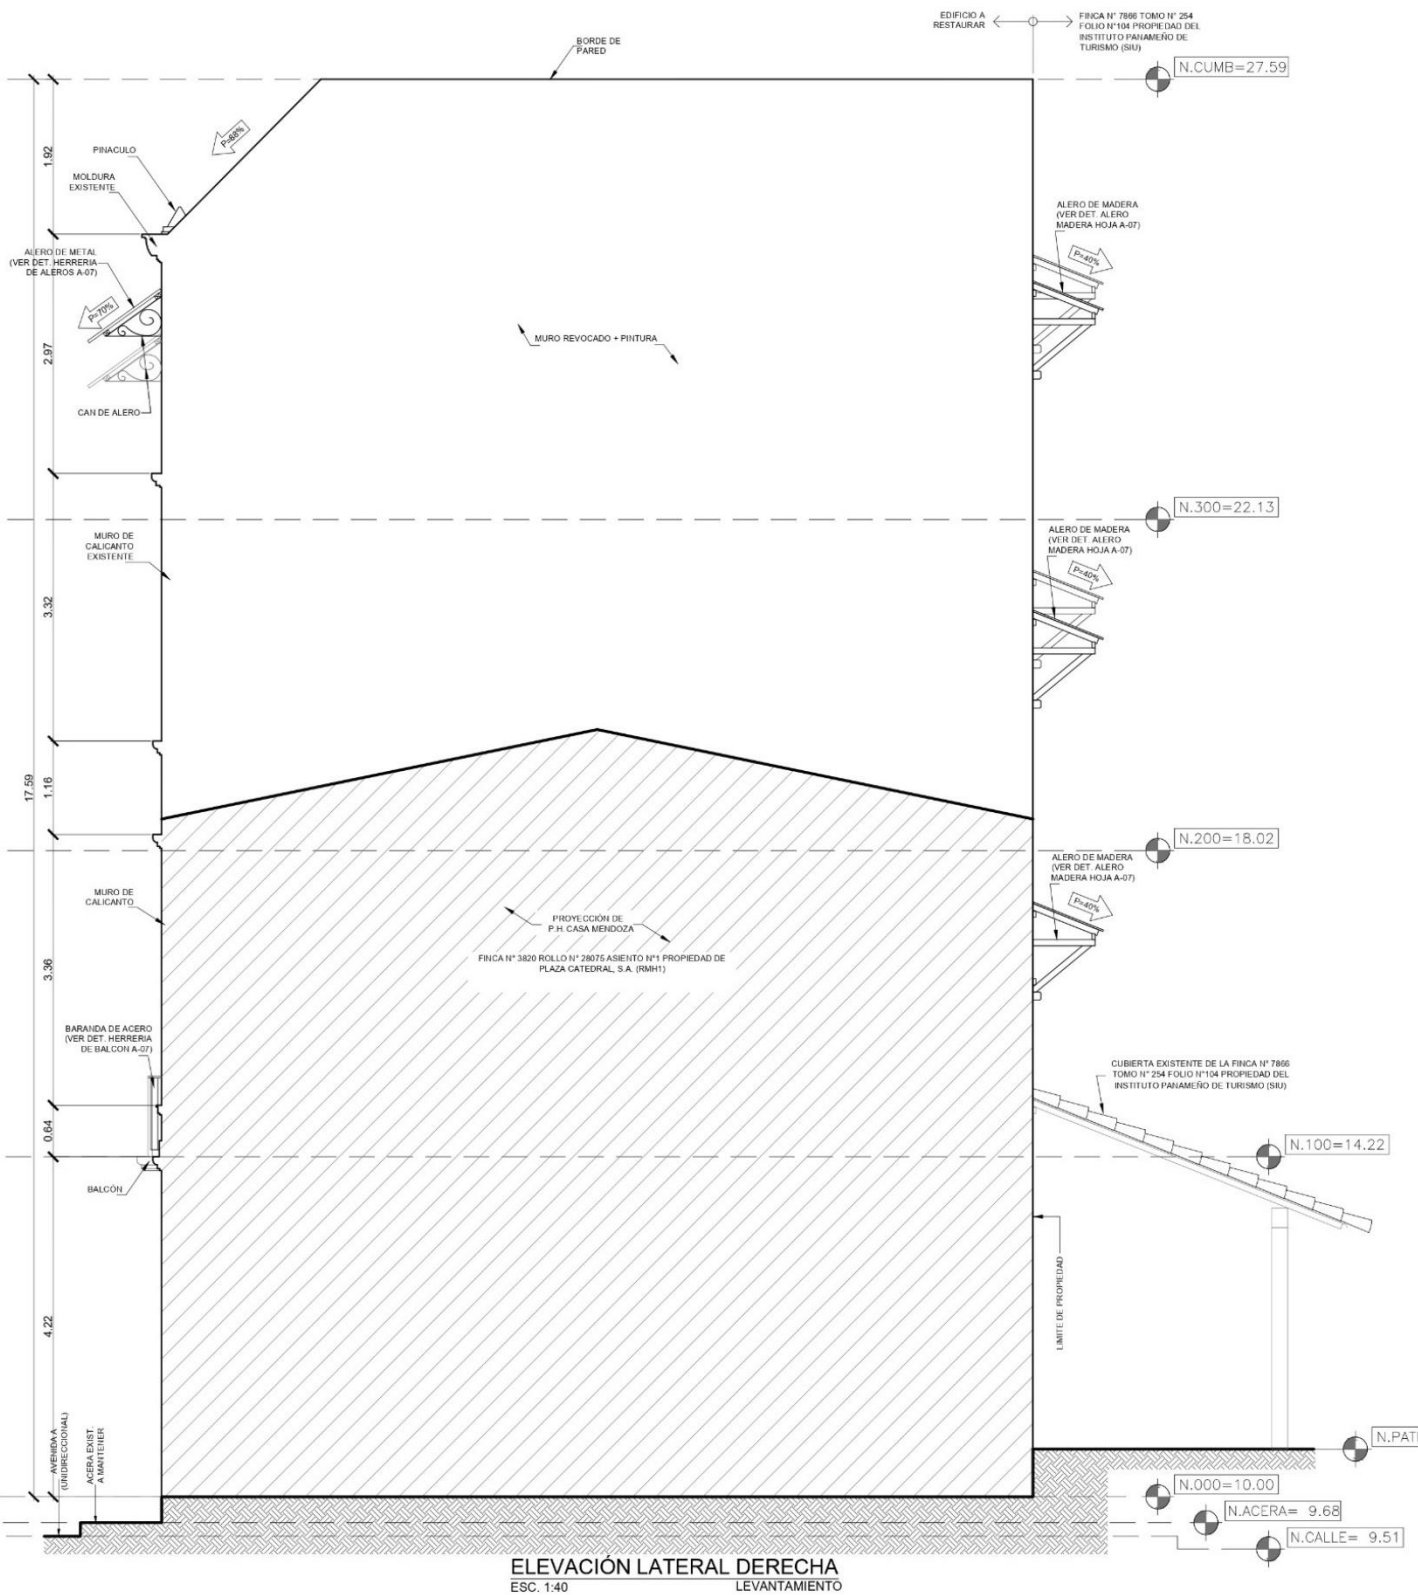 EDIFICIO A
RESTAURAR
FINCA N° 7866 TOMO N° 254
FOLIO N°104 PROPIEDAD DEL
INSTITUTO PANAMEÑO DE
TURISMO (SIU)
BORDE DE
PARED
N.CUMB=27.59
P=88%
1.92
PINACULO
MOLDURA
EXISTENTE
ALERO DE METAL
(VER DET. HERRERIA
DE ALEROS A-07)
P=70%
ALERO DE MADERA
(VER DET. ALERO
MADERA HOJA A-07)
P=40%
MURO REVOCADO + PINTURA
2.97
CAN DE ALERO
N.300=22.13
MURO DE
CALICANTO
EXISTENTE
ALERO DE MADERA
(VER DET. ALERO
MADERA HOJA A-07)
P=40%
3.32
17.59
1.16
N.200=18.02
ALERO DE MADERA
(VER DET. ALERO
MADERA HOJA A-07)
P=40%
MURO DE
CALICANTO
PROYECCIÓN DE
P.H. CASA MENDOZA
FINCA N° 3820 ROLLO N° 28075 ASIENTO N°1 PROPIEDAD DE
PLAZA CATEDRAL, S.A. (RMH1)
3.36
BARANDA DE ACERO
(VER DET. HERRERIA
DE BALCON A-07)
CUBIERTA EXISTENTE DE LA FINCA N° 7866
TOMO N° 254 FOLIO N°104 PROPIEDAD DEL
INSTITUTO PANAMEÑO DE TURISMO (SIU)
0.64
N.100=14.22
BALCÓN
LIMITE DE PROPIEDAD
4.22
AVENIDA A
(UNIDIRECCIONAL)
ACERA EXIST.
A MANTENER
N.PATI
N.000=10.00
N.ACERA= 9.68
N.CALLE= 9.51
ELEVACIÓN LATERAL DERECHA
ESC. 1:40 LEVANTAMIENTO